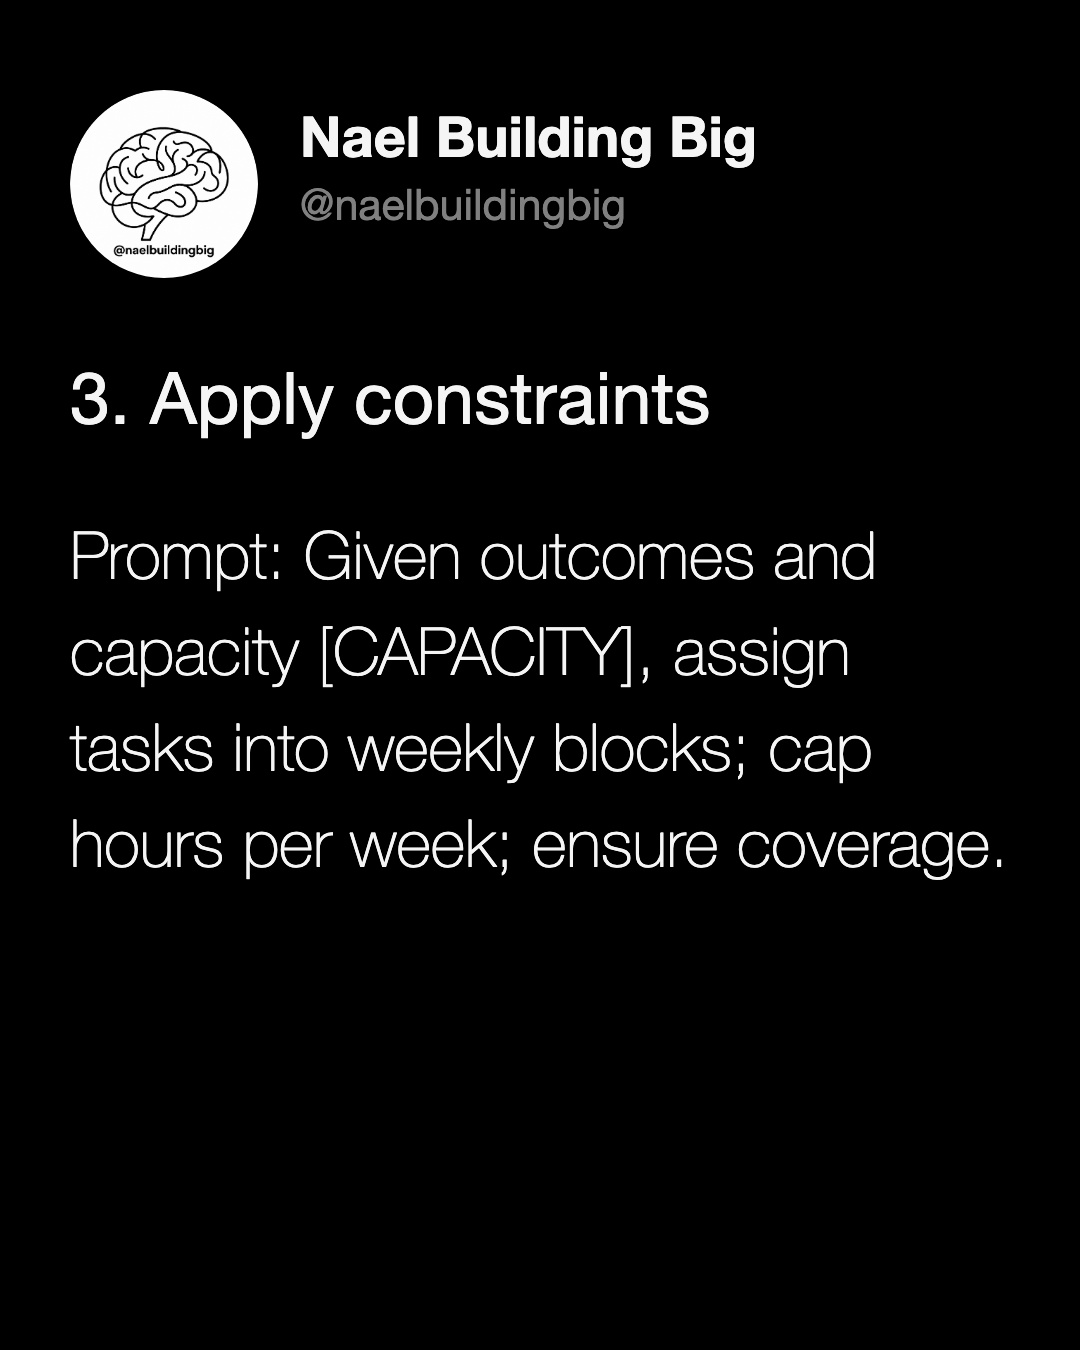 Nael Building Big
@naelbuildingbig
@naelbuildingbig
3. Apply constraints
Prompt: Given outcomes and
capacity [CAPACITY], assign
tasks into weekly blocks; cap
hours per week; ensure coverage.